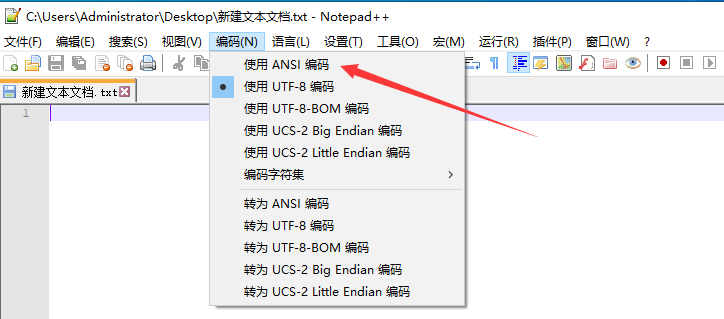 C:\Users\Administrator\Desktop\新建文本文档.txt - Notepad++
文件(F) 编辑(E) 搜索(S) 视图(V) 编码(N) 语言(L) 设置(T) 工具(O) 宏(M) 运行(R) 插件(P) 窗口(W) ?
新建文本文档.txt
1
使用 ANSI 编码
使用 UTF-8 编码
使用 UTF-8-BOM 编码
使用 UCS-2 Big Endian 编码
使用 UCS-2 Little Endian 编码
编码字符集
转为 ANSI 编码
转为 UTF-8 编码
转为 UTF-8-BOM 编码
转为 UCS-2 Big Endian 编码
转为 UCS-2 Little Endian 编码